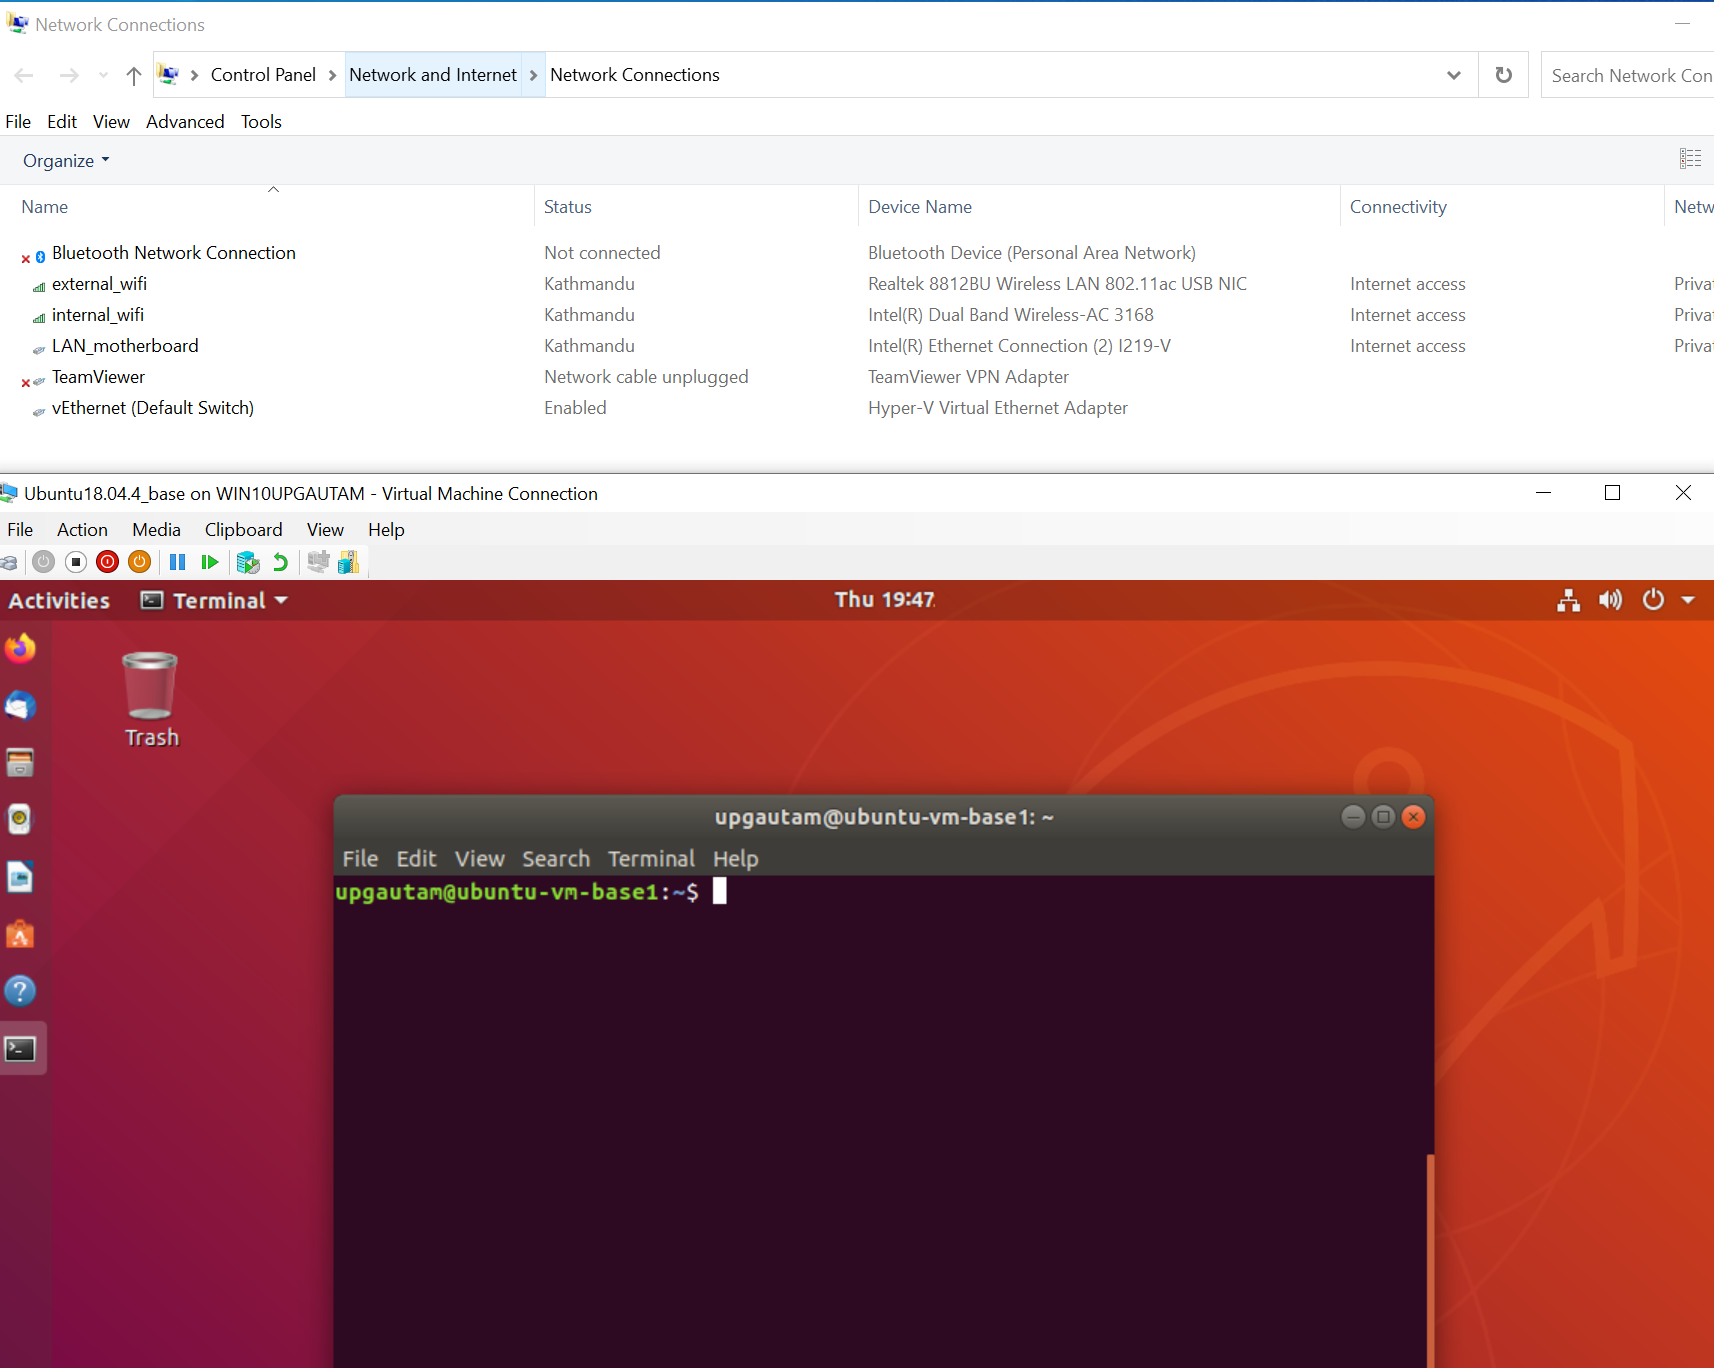 Network Connections
Control Panel Network and Internet Network Connections Search Network Con
File Edit View Advanced Tools
Organize
Name Status Device Name Connectivity Netw
Bluetooth Network Connection Not connected Bluetooth Device (Personal Area Network)
external_wifi Kathmandu Realtek 8812BU Wireless LAN 802.11ac USB NIC Internet access Priva
internal_wifi Kathmandu Intel(R) Dual Band Wireless-AC 3168 Internet access Priva
LAN_motherboard Kathmandu Intel(R) Ethernet Connection (2) I219-V Internet access Priva
TeamViewer Network cable unplugged TeamViewer VPN Adapter
vEthernet (Default Switch) Enabled Hyper-V Virtual Ethernet Adapter
Ubuntu18.04.4_base on WIN10UPGAUTAM - Virtual Machine Connection
File Action Media Clipboard View Help
Activities Terminal Thu 19:47
Trash
upgautam@ubuntu-vm-base1: ~
File Edit View Search Terminal Help
upgautam@ubuntu-vm-base1:~$